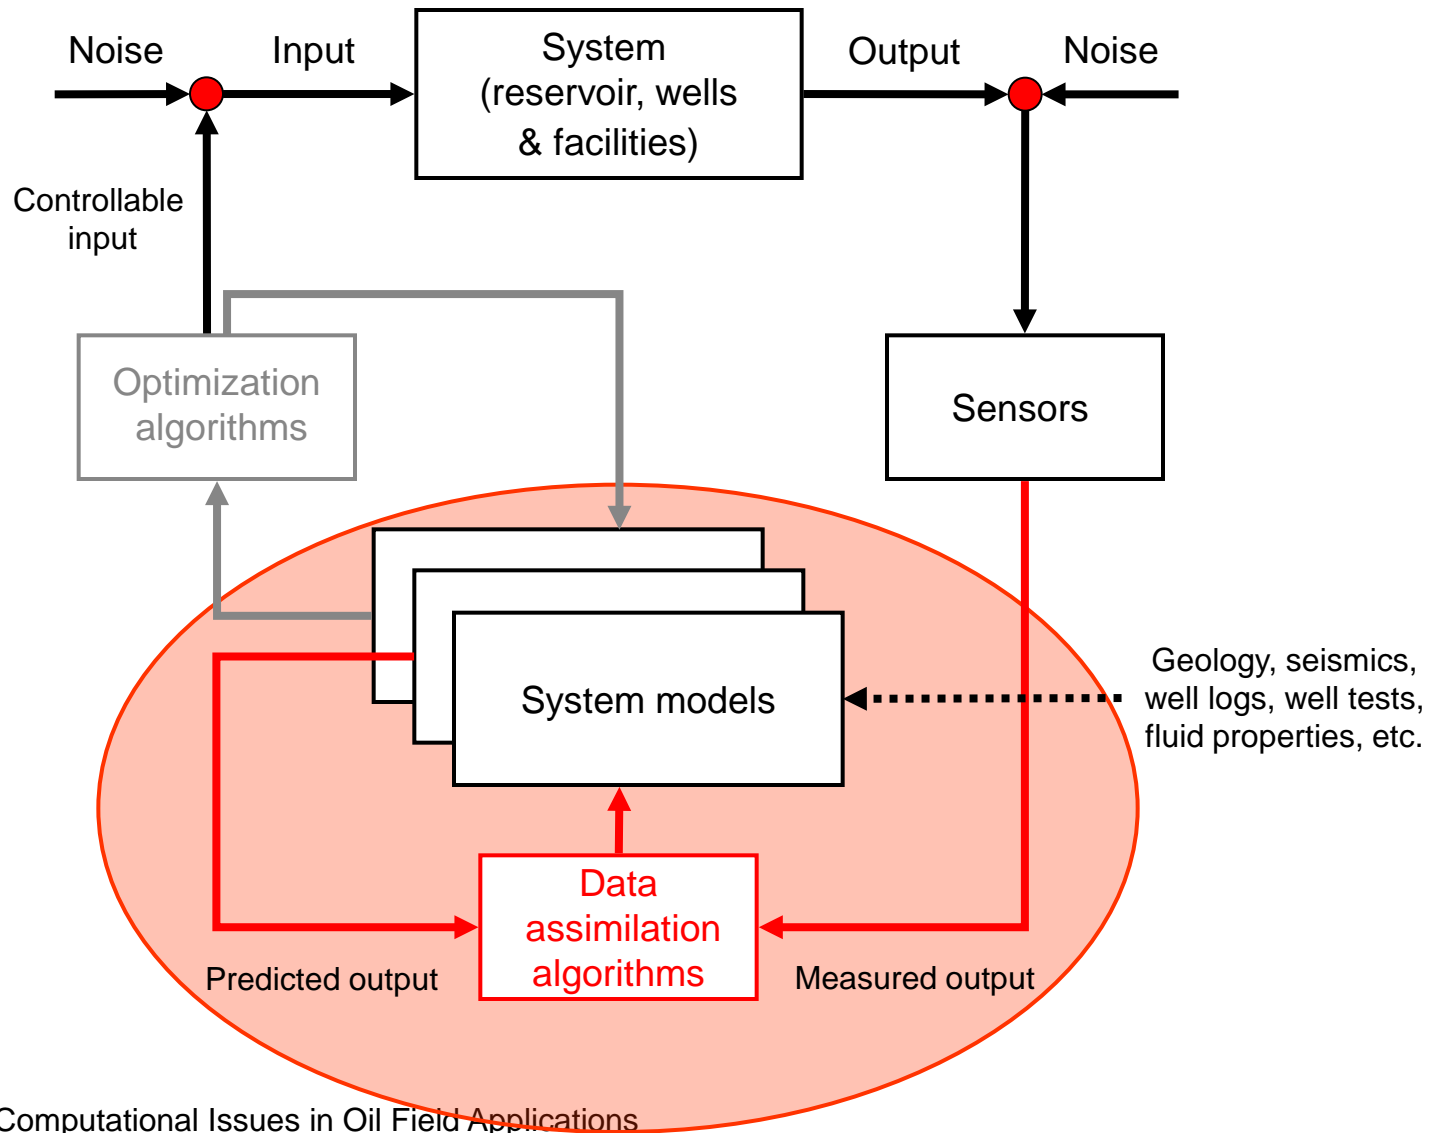 Noise
Input
System
(reservoir, wells
& facilities)
Output
Noise
Controllable
input
Optimization
algorithms
Sensors
System models
Geology, seismics,
well logs, well tests,
fluid properties, etc.
Data
assimilation
algorithms
Predicted output
Measured output
Computational Issues in Oil Field Applications